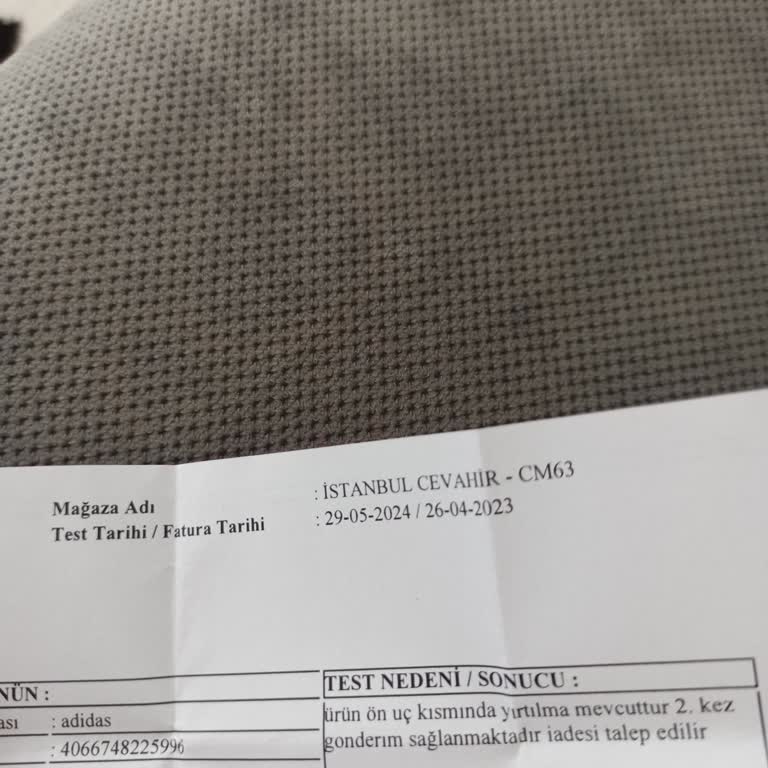 Mağaza Adı : İSTANBUL CEVAHİR - CM63
Test Tarihi / Fatura Tarihi : 29-05-2024 / 26-04-2023
NÜN :
ası : adidas
: 4066748225996
TEST NEDENİ / SONUCU :
ürün ön uç kısmında yırtılma mevcuttur 2. kez
gonderım sağlanmaktadır iadesi talep edilir